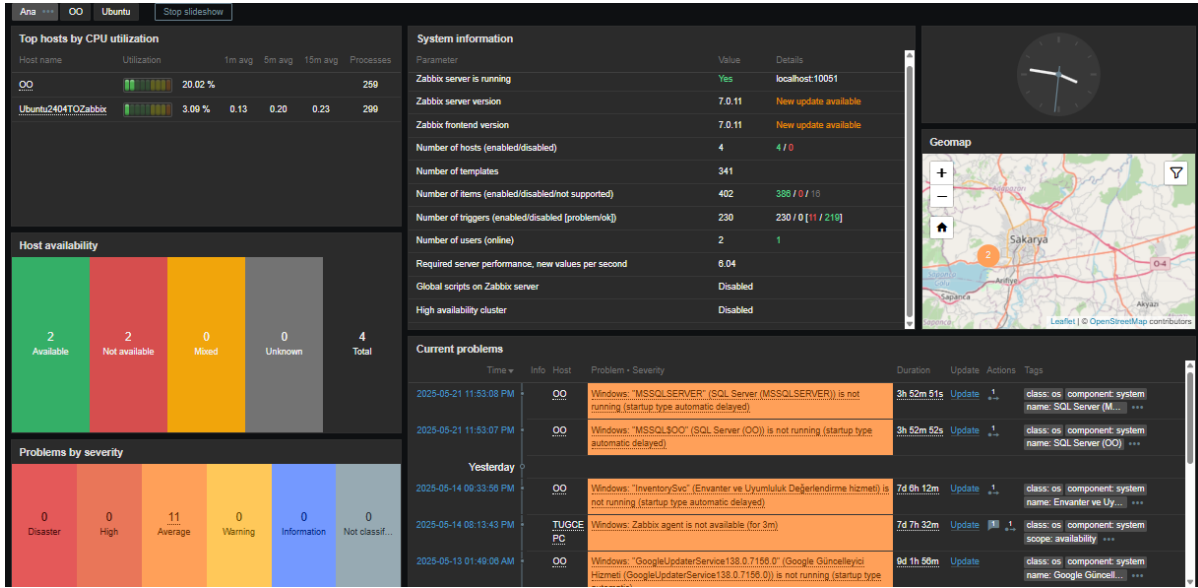 Ana ••• OO Ubuntu Stop slideshow
Top hosts by CPU utilization
Host name Utilization 1m avg 5m avg 15m avg Processes
OO 20.02 % 259
Ubuntu2404TOZabbix 3.09 % 0.13 0.20 0.23 299
Host availability
2 Available
2 Not available
0 Mixed
0 Unknown
4 Total
Problems by severity
0 Disaster
0 High
11 Average
0 Warning
0 Information
0 Not classif...
System information
Parameter Value Details
Zabbix server is running Yes localhost:10051
Zabbix server version 7.0.11 New update available
Zabbix frontend version 7.0.11 New update available
Number of hosts (enabled/disabled) 4 4 / 0
Number of templates 341
Number of items (enabled/disabled/not supported) 402 386 / 0 / 16
Number of triggers (enabled/disabled [problem/ok]) 230 230 / 0 [11 / 219]
Number of users (online) 2 1
Required server performance, new values per second 6.04
Global scripts on Zabbix server Disabled
High availability cluster Disabled
Geomap
+
−
Adapazarı
Sakarya
2
Arifiye
O-4
Sapanca Gölü
Sapanca
Akyazı
Leaflet | © OpenStreetMap contributors
Current problems
Time ▼ Info Host Problem • Severity Duration Update Actions Tags
2025-05-21 11:53:08 PM OO Windows: "MSSQLSERVER" (SQL Server (MSSQLSERVER)) is not 3h 52m 51s Update 1 class: os component: system
running (startup type automatic delayed) name: SQL Server (M... •••
2025-05-21 11:53:07 PM OO Windows: "MSSQL$OO" (SQL Server (OO)) is not running (startup type 3h 52m 52s Update 1 class: os component: system
automatic delayed) name: SQL Server (OO) •••
Yesterday
2025-05-14 09:33:56 PM OO Windows: "InventorySvc" (Envanter ve Uyumluluk Değerlendirme hizmeti) is 7d 6h 12m Update 1 class: os component: system
not running (startup type automatic delayed) name: Envanter ve Uy... •••
2025-05-14 08:13:43 PM TUGCE Windows: Zabbix agent is not available (for 3m) 7d 7h 32m Update 1 1 class: os component: system
PC scope: availability •••
2025-05-13 01:49:06 AM OO Windows: "GoogleUpdaterService138.0.7156.0" (Google Güncelleyici 9d 1h 56m Update 1 class: os component: system
Hizmeti (GoogleUpdaterService138.0.7156.0)) is not running (startup type name: Google Güncell... •••